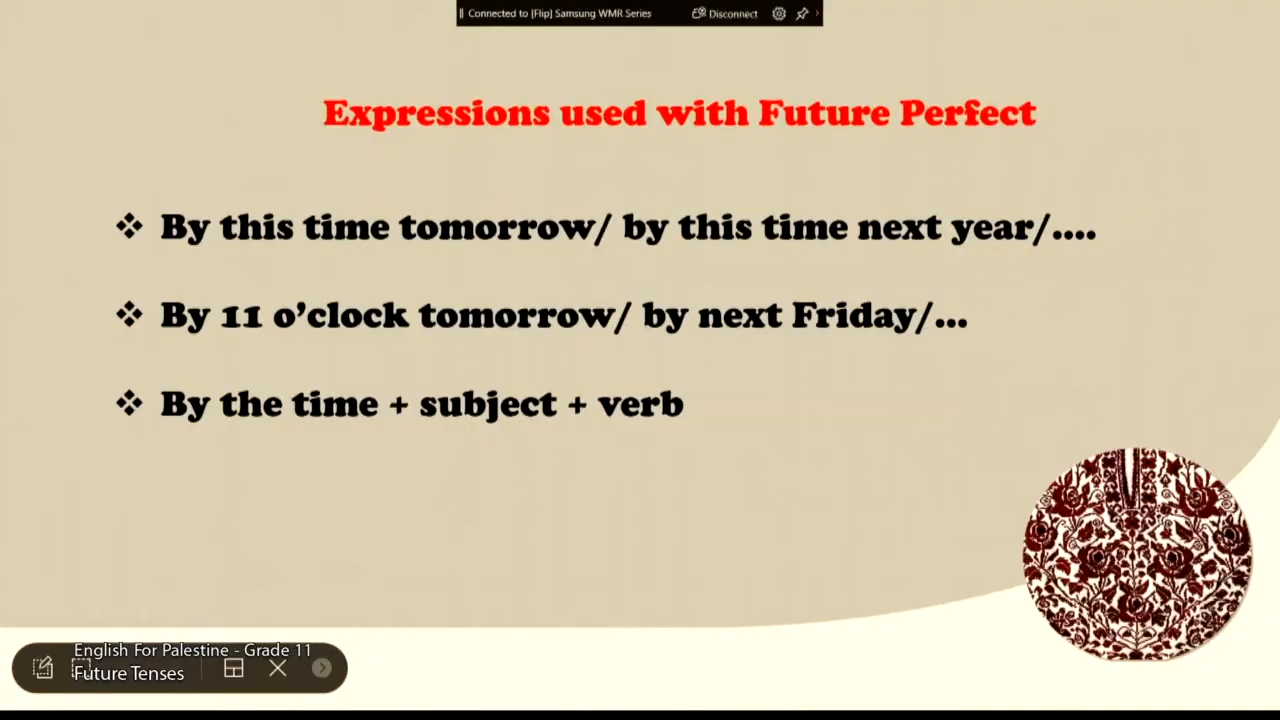 Connected to [Flip] Samsung WMR Series Disconnect
Expressions used with Future Perfect
❖ By this time tomorrow/ by this time next year/....
❖ By 11 o’clock tomorrow/ by next Friday/...
❖ By the time + subject + verb
English For Palestine - Grade 11
Future Tenses